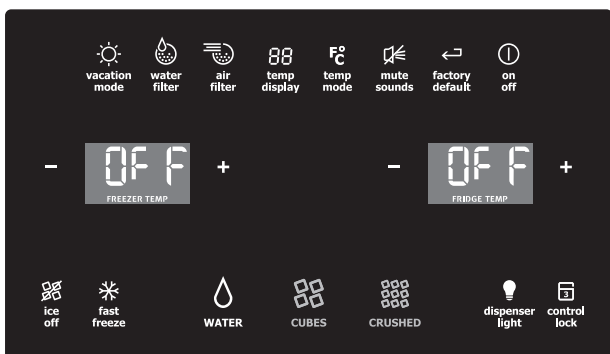 88 F°C
vacation mode
water filter
air filter
temp display
temp mode
mute sounds
factory default
on off
- OFF +
FREEZER TEMP
- OFF +
FRIDGE TEMP
3
ice off
fast freeze
WATER
CUBES
CRUSHED
dispenser light
control lock